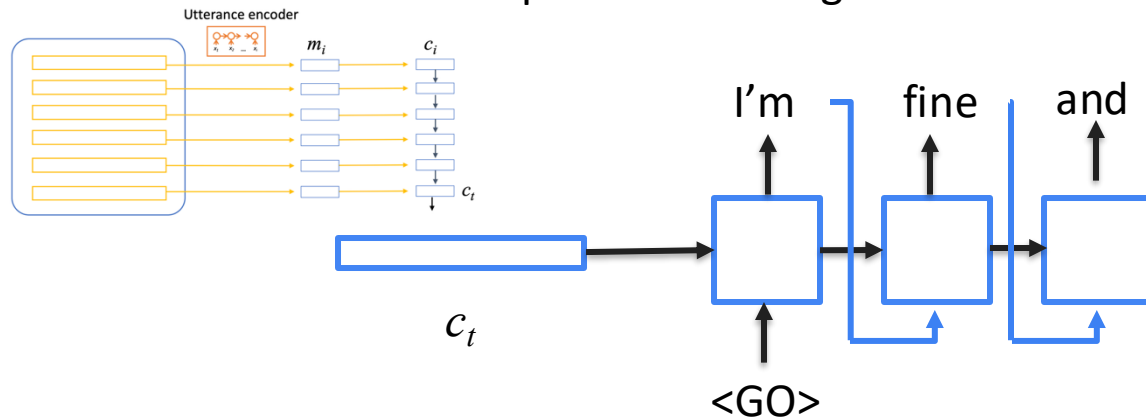 Utterance encoder
m_i c_i
c_t
I'm fine and
c_t
<GO>